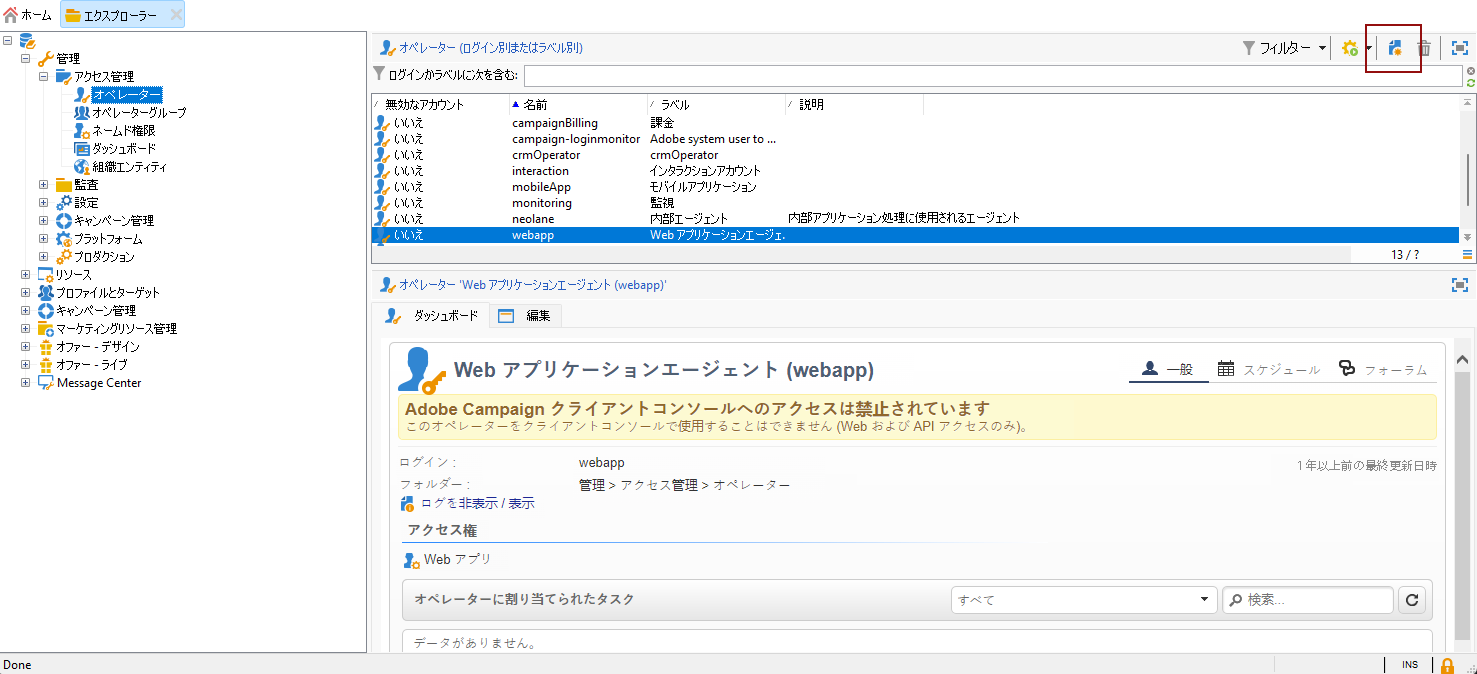 ホーム エクスプローラー
管理
アクセス管理
オペレーター
オペレーターグループ
ネームド権限
ダッシュボード
組織エンティティ
監査
設定
キャンペーン管理
プラットフォーム
プロダクション
リソース
プロファイルとターゲット
キャンペーン管理
マーケティングリソース管理
オファー - デザイン
オファー - ライブ
Message Center
オペレーター (ログイン別またはラベル別) フィルター
ログインかラベルに次を含む:
無効なアカウント 名前 ラベル 説明
いいえ campaignBilling 課金
いいえ campaign-loginmonitor Adobe system user to ...
いいえ crmOperator crmOperator
いいえ interaction インタラクションアカウント
いいえ mobileApp モバイルアプリケーション
いいえ monitoring 監視
いいえ neolane 内部エージェント 内部アプリケーション処理に使用されるエージェント
いいえ webapp Web アプリケーションエージェ.
13 / ?
オペレーター 'Web アプリケーションエージェント (webapp)'
ダッシュボード 編集
Web アプリケーションエージェント (webapp) 一般 スケジュール フォーラム
Adobe Campaign クライアントコンソールへのアクセスは禁止されています
このオペレーターをクライアントコンソールで使用することはできません (Web および API アクセスのみ)。
ログイン : webapp 1 年以上前の最終更新日時
フォルダー : 管理 > アクセス管理 > オペレーター
ログを非表示 / 表示
アクセス権
Web アプリ
オペレーターに割り当てられたタスク すべて 検索...
データがありません。
Done INS